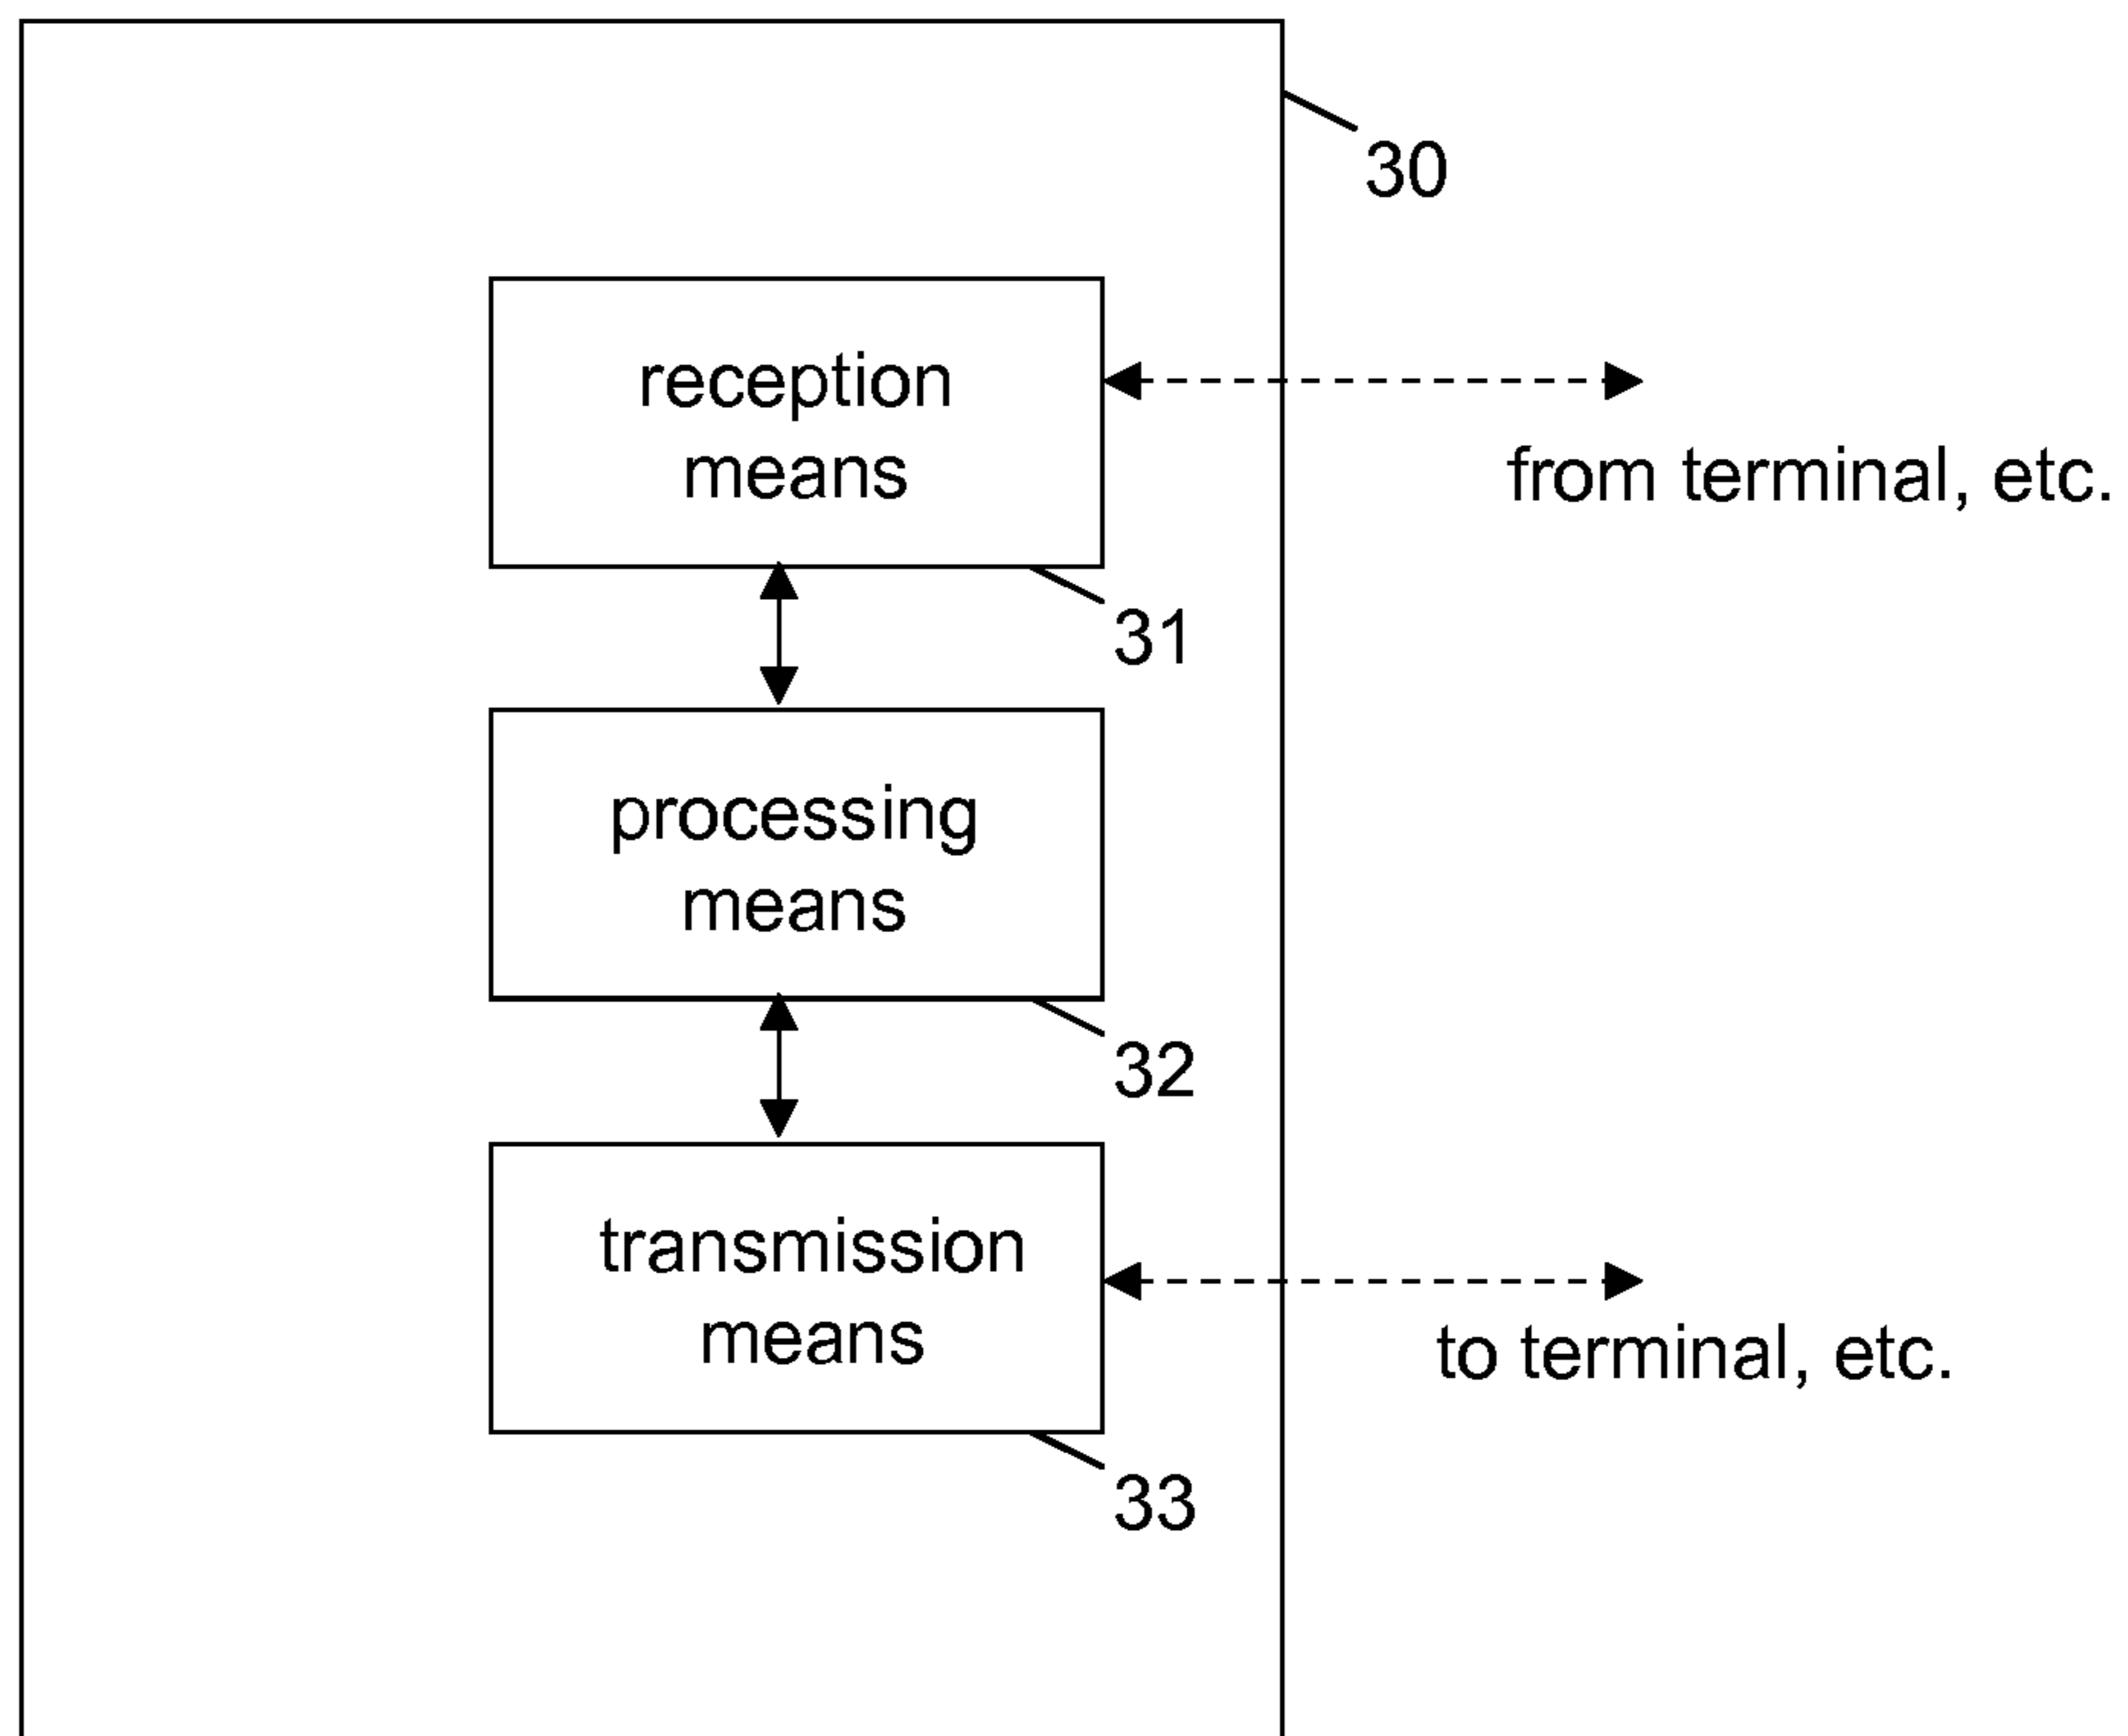 30
reception
means
from terminal, etc.
31
processing
means
32
transmission
means
to terminal, etc.
33